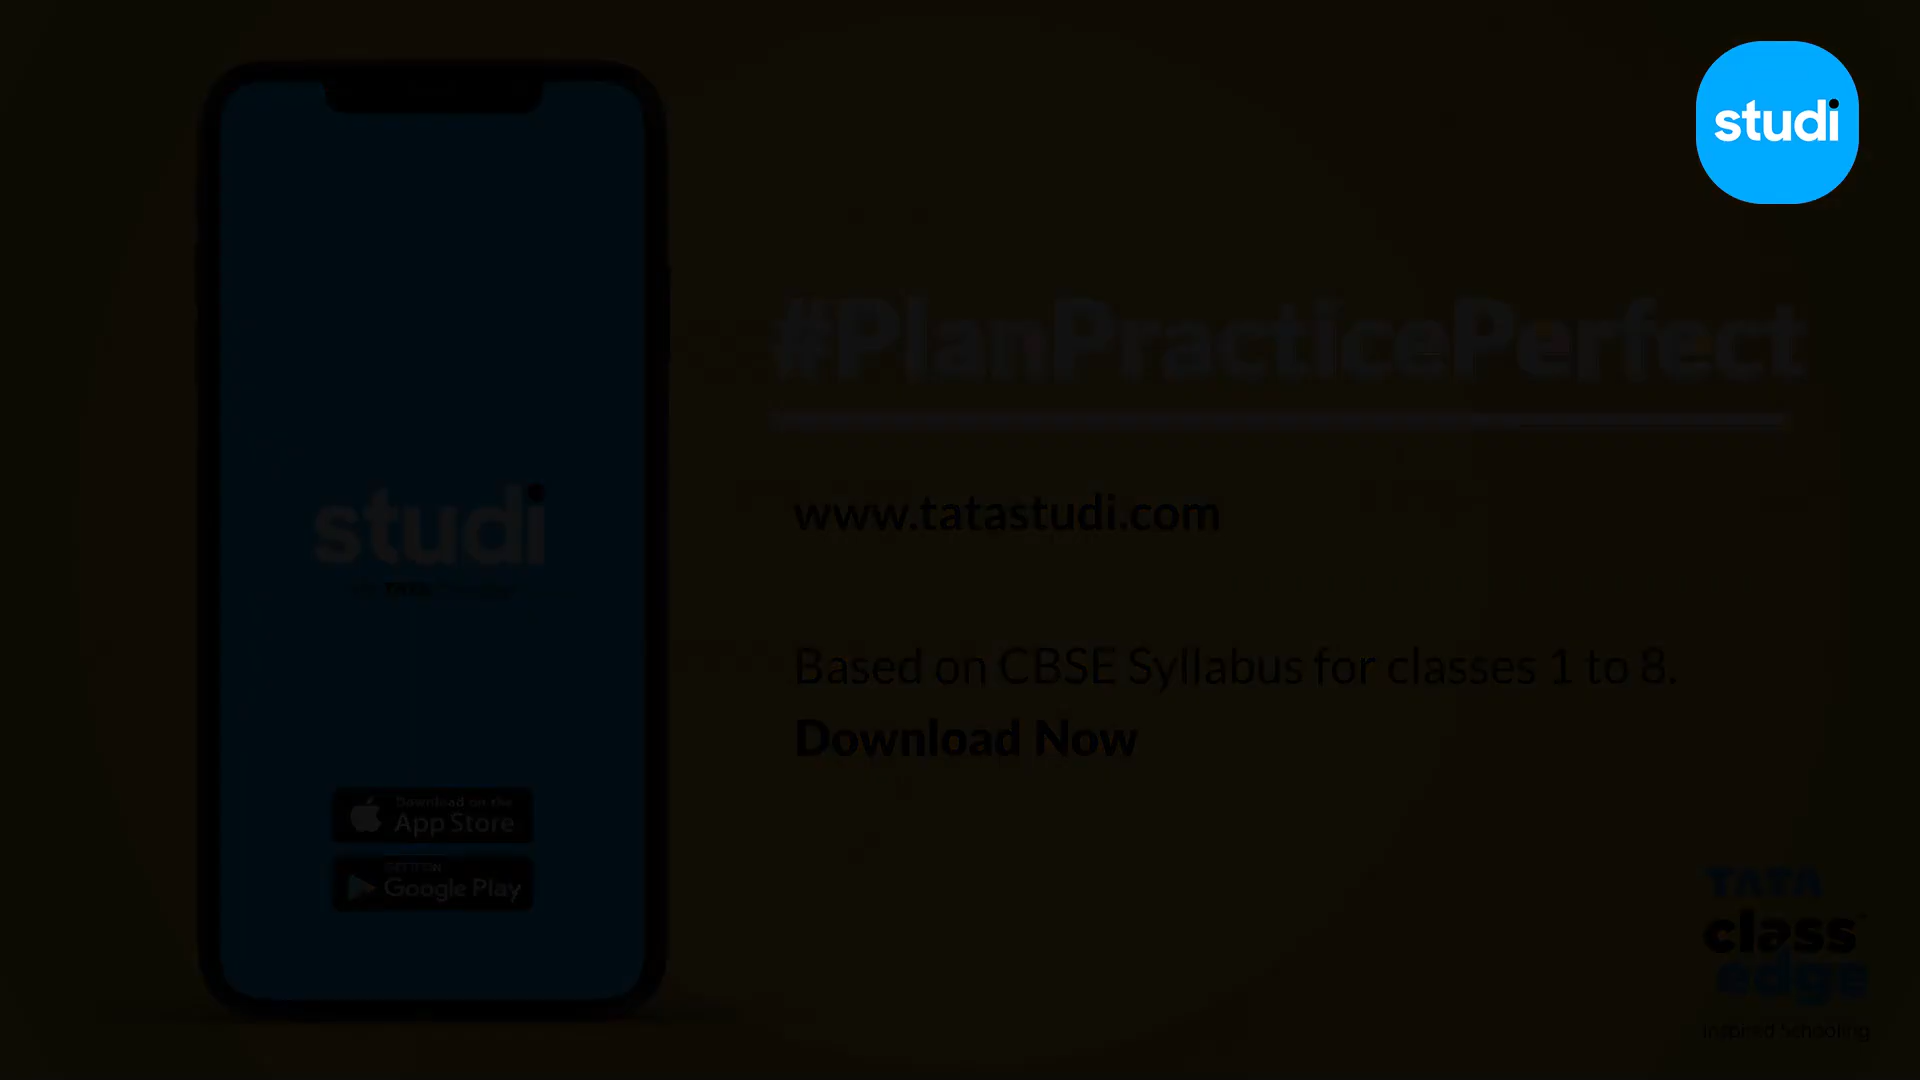 studi
#PlanPracticePerfect
www.tatastudi.com
studi
TATA
Based on CBSE Syllabus for classes 1 to 8.
Download Now
Download on the
App Store
GET IT ON
Google Play
TATA
class
edge
Inspired Schooling